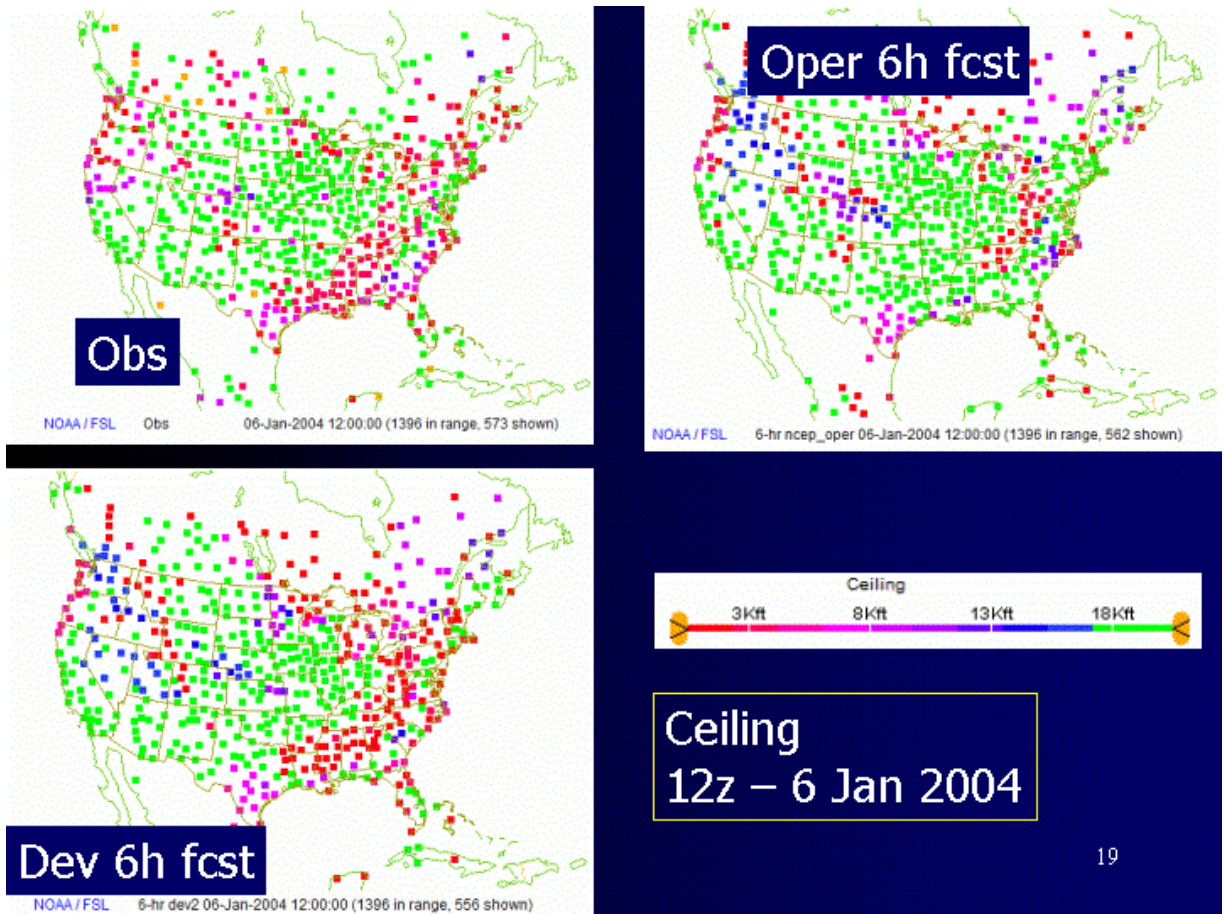 Oper 6h fcst
Obs
NOAA / FSL Obs 06-Jan-2004 12:00:00 (1396 in range, 573 shown)
NOAA / FSL 6-hr ncep_oper 06-Jan-2004 12:00:00 (1396 in range, 562 shown)
Ceiling
3Kft 8Kft 13Kft 18Kft
Ceiling
12z – 6 Jan 2004
Dev 6h fcst
19
NOAA / FSL 6-hr dev2 06-Jan-2004 12:00:00 (1396 in range, 556 shown)